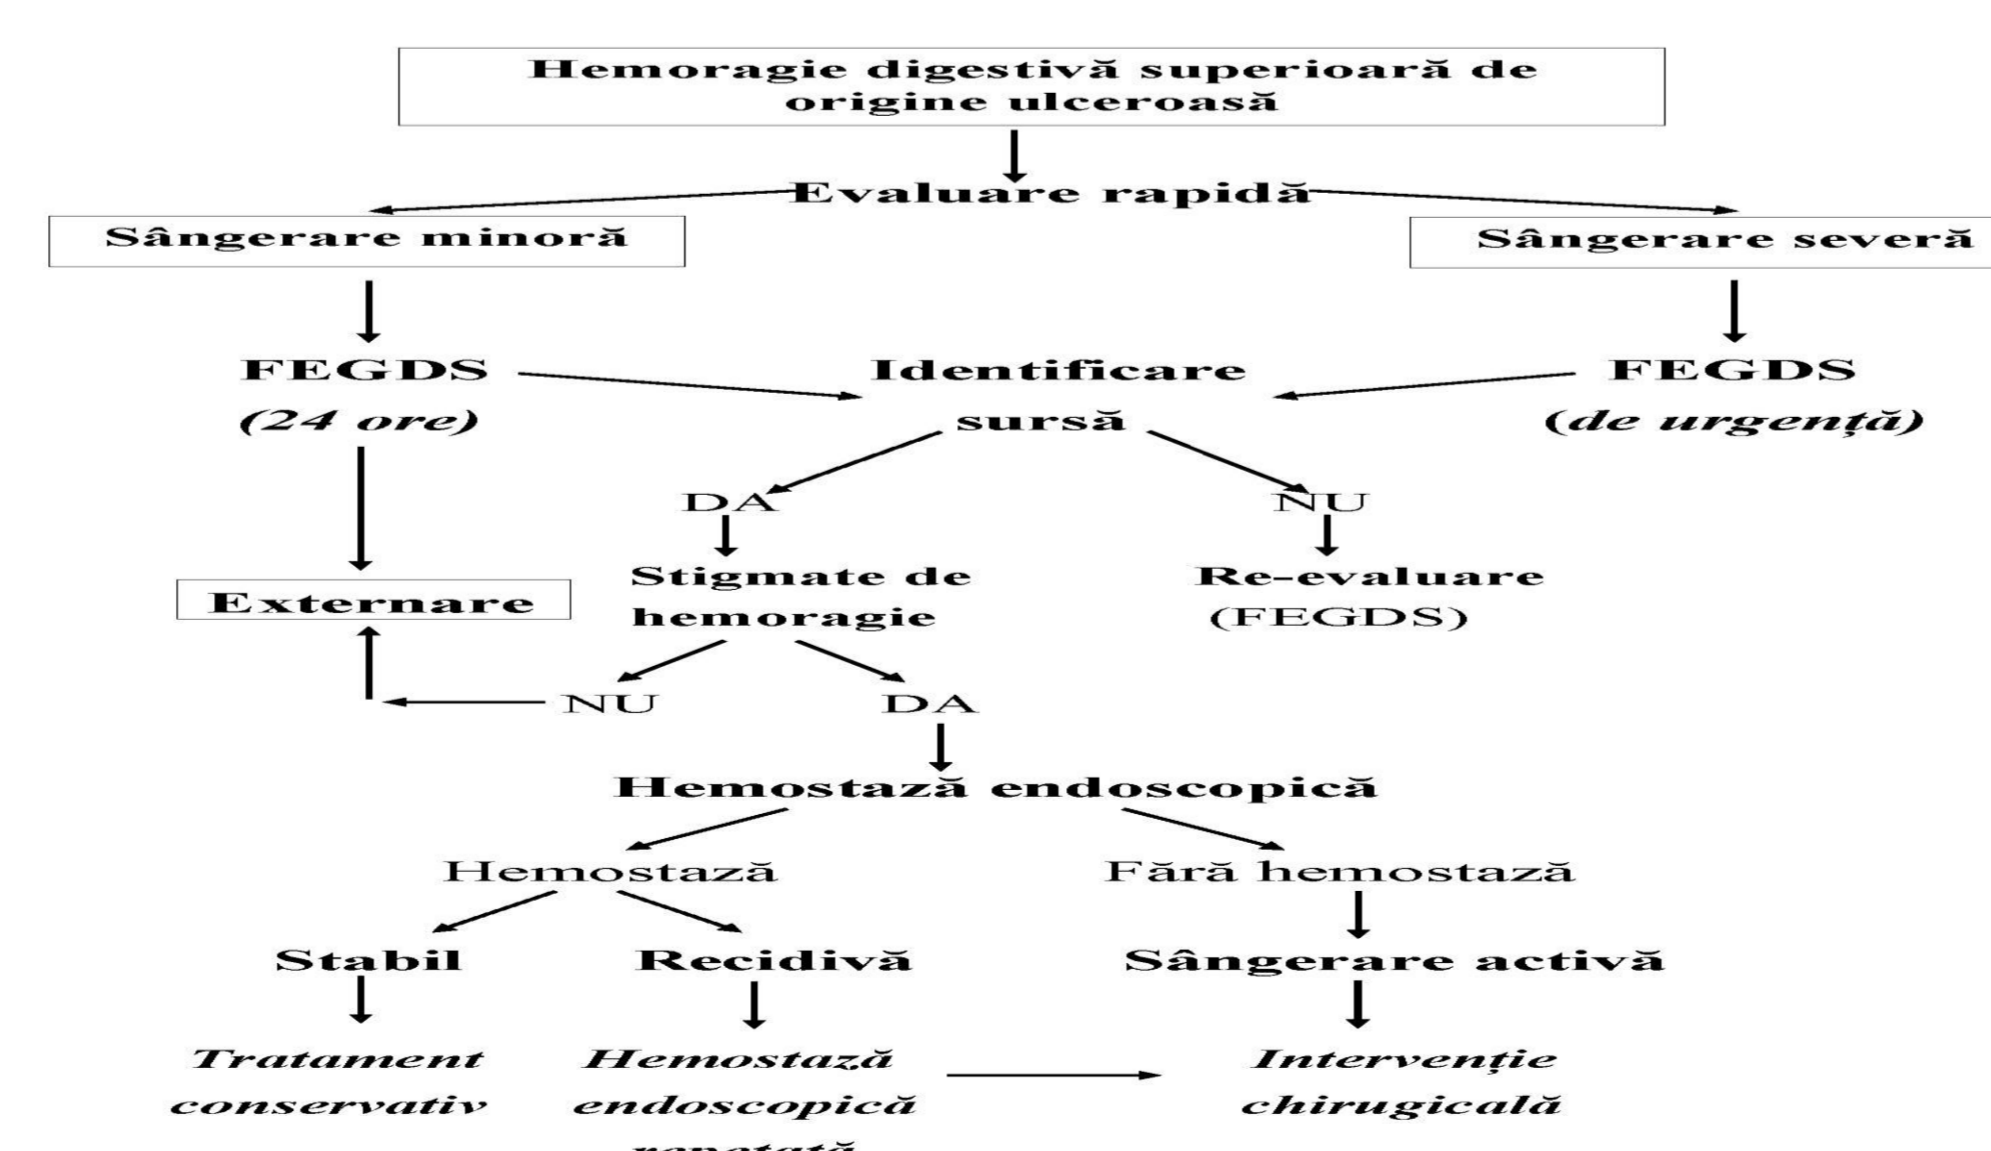 Hemoragie digestivă superioară de
origine ulceroasă
Evaluare rapidă
Sângerare minoră
Sângerare severă
FEGDS
(24 ore)
Identificare
sursă
FEGDS
(de urgență)
DA
NU
Stigmate de
hemoragie
Re-evaluare
(FEGDS)
Externare
NU
DA
Hemostază endoscopică
Hemostază
Fără hemostază
Stabil
Recidivă
Sângerare activă
Tratament
conservativ
Hemostază
endoscopică
repetată
Intervenție
chirugicală